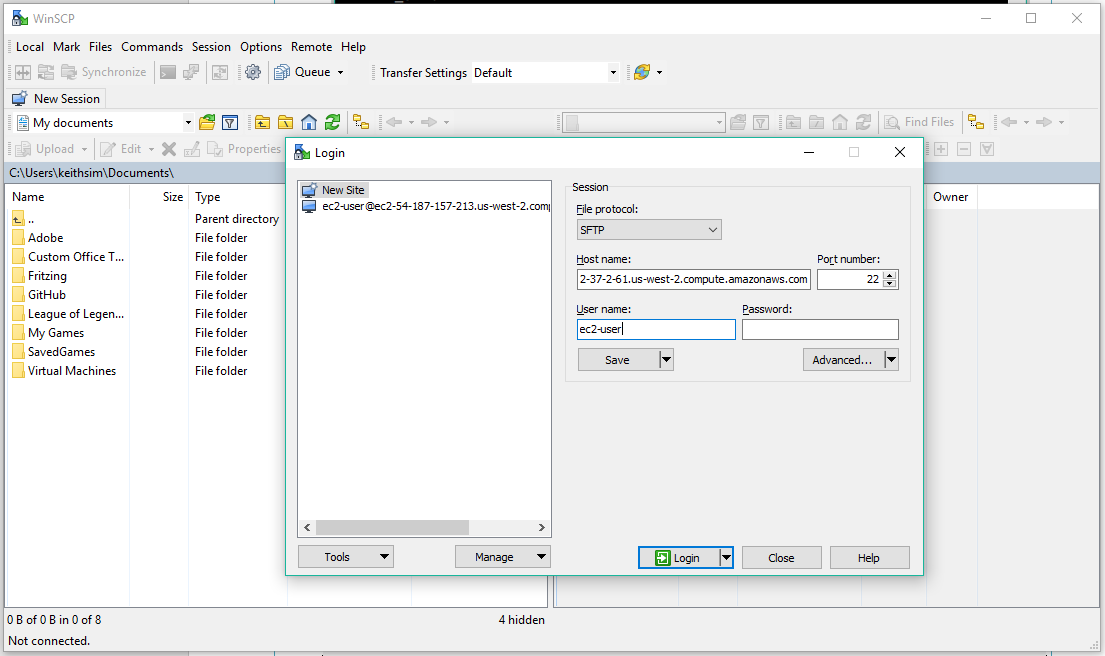 WinSCP
Local Mark Files Commands Session Options Remote Help
Synchronize Queue Transfer Settings Default
New Session
My documents Find Files
Upload Edit Properties
C:\Users\keithsim\Documents\
Name Size Type
.. Parent directory
Adobe File folder
Custom Office T... File folder
Fritzing File folder
GitHub File folder
League of Legen... File folder
My Games File folder
SavedGames File folder
Virtual Machines File folder
Owner
Login
New Site
ec2-user@ec2-54-187-157-213.us-west-2.com
Session
File protocol:
SFTP
Host name: Port number:
2-37-2-61.us-west-2.compute.amazonaws.com 22
User name: Password:
ec2-user
Save Advanced...
Tools Manage Login Close Help
0 B of 0 B in 0 of 8 4 hidden
Not connected.